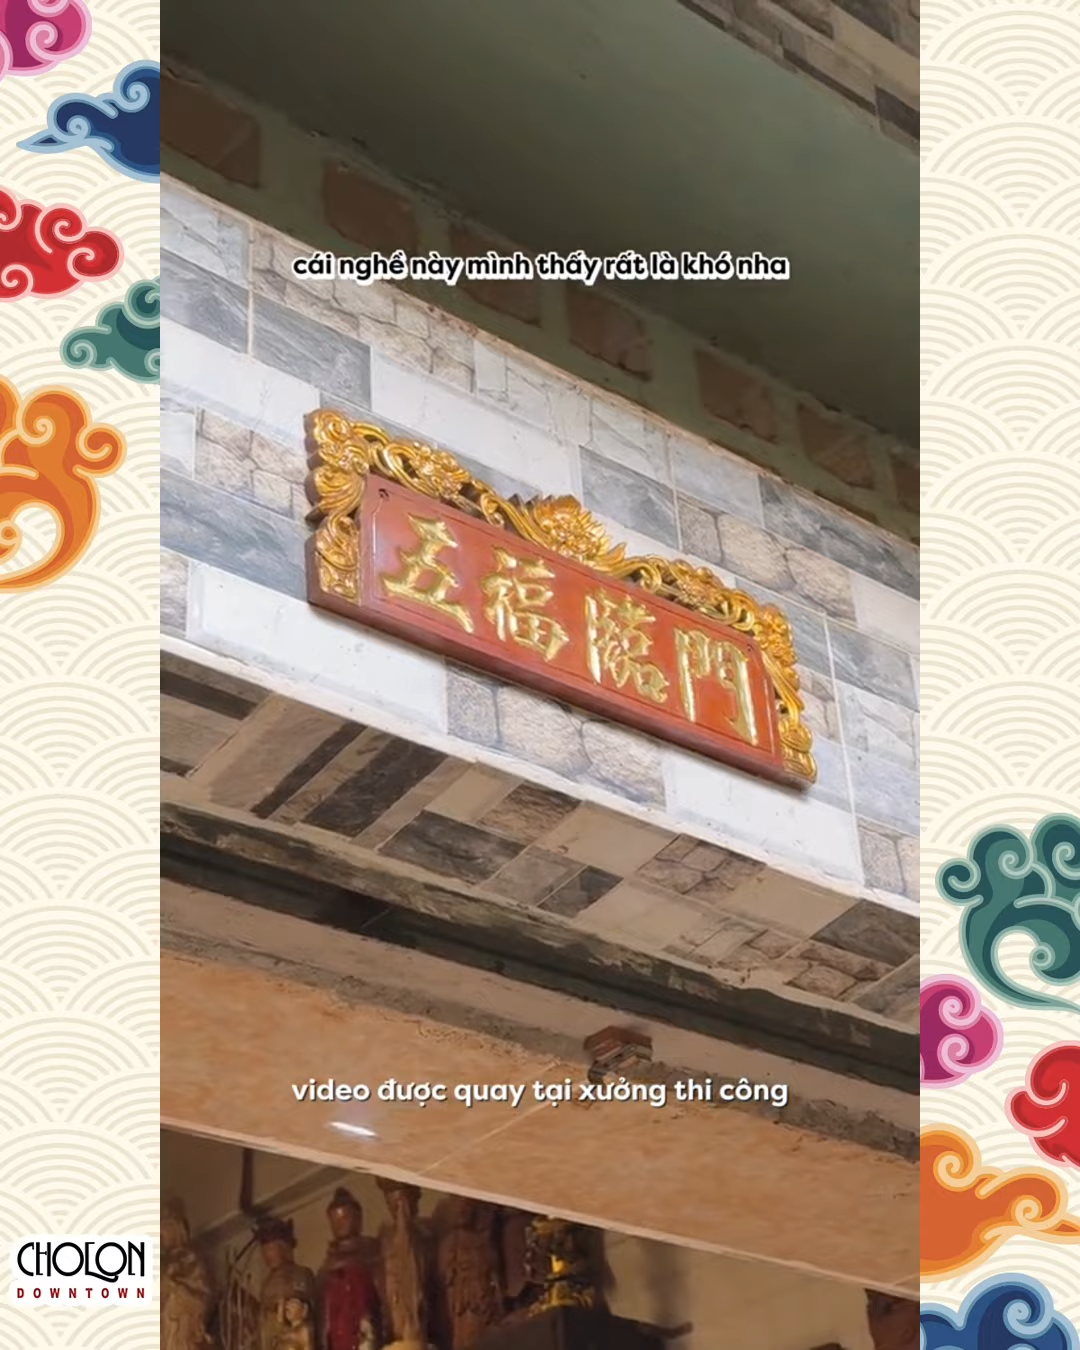 cái nghề này mình thấy rất là khó nha
五福臨門
video được quay tại xưởng thi công
CHOLON
DOWNTOWN